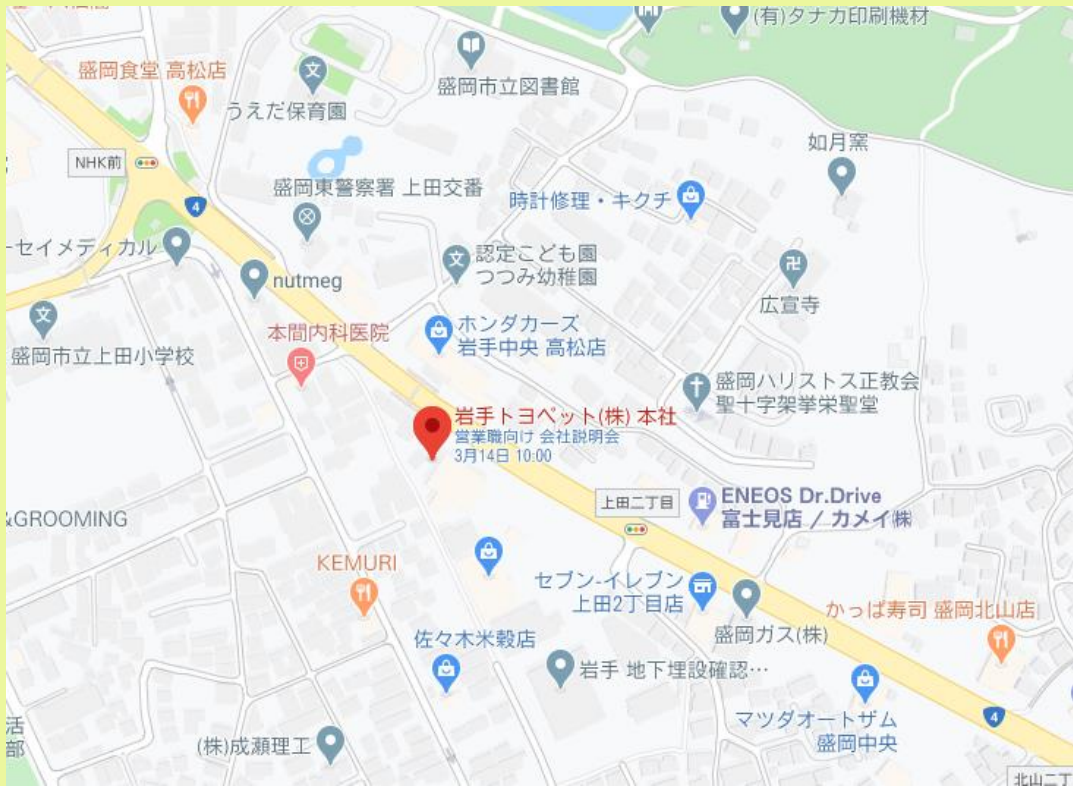 (有)タナカ印刷機材
盛岡食堂 高松店
盛岡市立図書館
うえだ保育園
NHK前
如月窯
盛岡東警察署 上田交番
時計修理・キクチ
4
ーセイメディカル
認定こども園
つつみ幼稚園
nutmeg
広宣寺
ホンダカーズ
岩手中央 高松店
本間内科医院
盛岡市立上田小学校
盛岡ハリストス正教会
聖十字架挙栄聖堂
岩手トヨペット(株) 本社
営業職向け 会社説明会
3月14日 10:00
上田二丁目
ENEOS Dr.Drive
富士見店 / カメイ㈱
&GROOMING
KEMURI
セブン-イレブン
上田2丁目店
かっぱ寿司 盛岡北山店
盛岡ガス(株)
佐々木米穀店
岩手 地下埋設確認…
マツダオートザム
盛岡中央
4
活
部
(株)成瀬理工
北山二丁